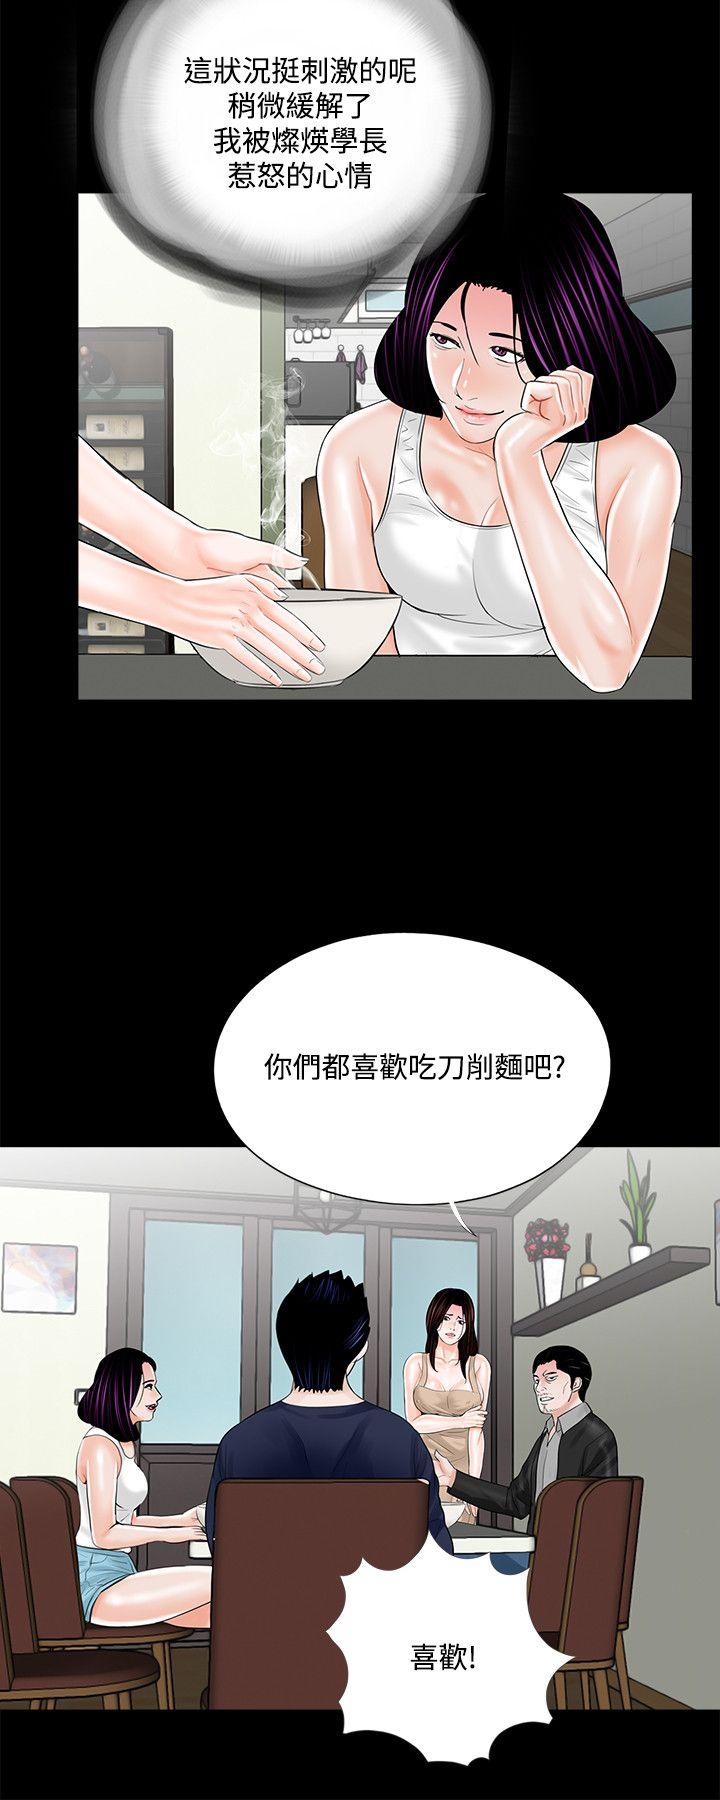 這狀況挺刺激的呢
稍微緩解了
我被燦煐學長
惹怒的心情
你們都喜歡吃刀削麵吧?
喜歡!